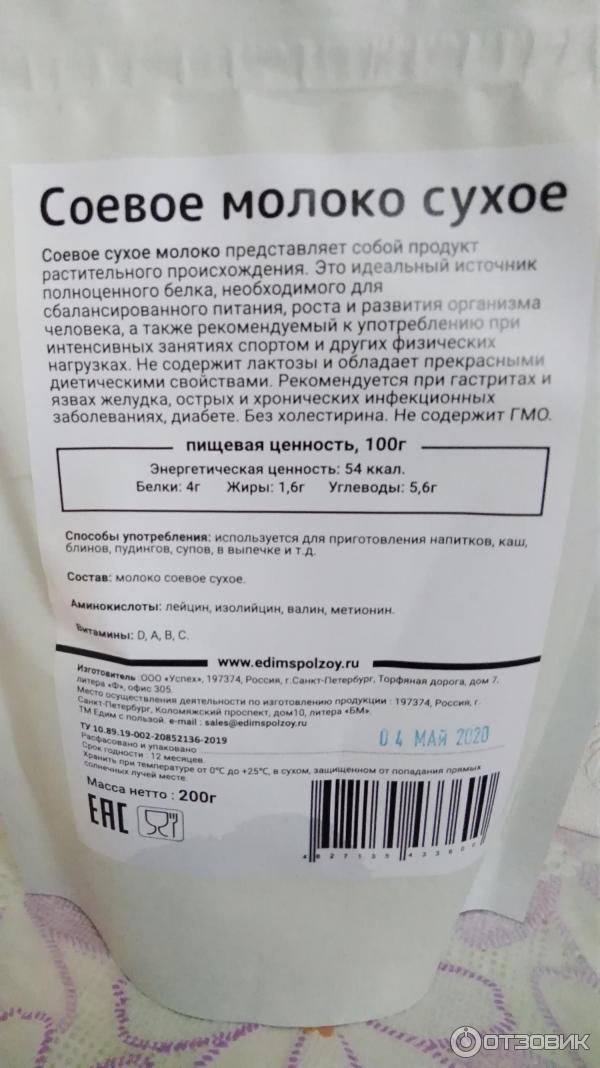 Соевое молоко сухое
Соевое сухое молоко представляет собой продукт
растительного происхождения. Это идеальный источник
полноценного белка, необходимого для
сбалансированного питания, роста и развития организма
человека, а также рекомендуемый к употреблению при
интенсивных занятиях спортом и других физических
нагрузках. Не содержит лактозы и обладает прекрасными
диетическими свойствами. Рекомендуется при гастритах и
язвах желудка, острых и хронических инфекционных
заболеваниях, диабете. Без холестирина. Не содержит ГМО.
пищевая ценность, 100г
Энергетическая ценность: 54 ккал.
Белки: 4г Жиры: 1,6г Углеводы: 5,6г
Способы употребления: используется для приготовления напитков, каш,
блинов, пудингов, супов, в выпечке и т.д.
Состав: молоко соевое сухое.
Аминокислоты: лейцин, изолийцин, валин, метионин.
Витамины: D, A, B, C.
www.edimspolzoy.ru
Изготовитель: ООО «Успех», 197374, Россия, г.Санкт-Петербург, Торфяная дорога, дом 7.
литера «Ф», офис 305.
Место осуществления деятельности по изготовлению продукции : 197374, Россия, г.
Санкт-Петербург, Коломяжский проспект, дом10, литера «БМ».
ТМ Едим с пользой. e-mail : sales@edimspolzoy.ru
ТУ 10.89.19-002-20852136-2019
Расфасовано и упаковано
04 МАЙ 2020
Срок годности : 12 месяцев.
Хранить при температуре от 0°C до +25°C, в сухом, защищенном от попадания прямых
солнечных лучей месте.
Масса нетто : 200г
EAC
ОТЗОВИК